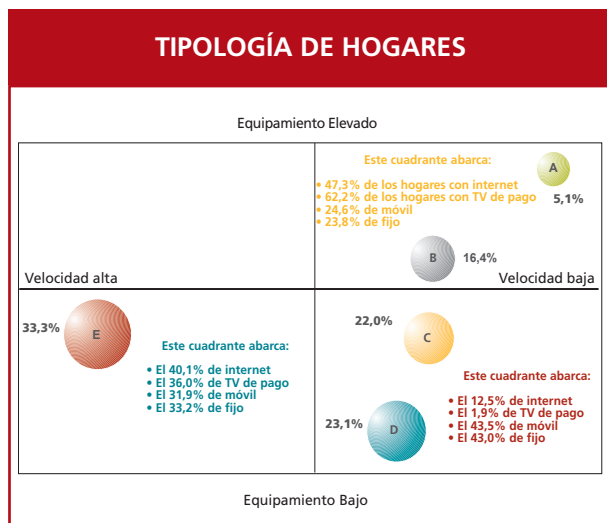 TIPOLOGÍA DE HOGARES
Equipamiento Elevado
Este cuadrante abarca:
• 47,3% de los hogares con internet
• 62,2% de los hogares con TV de pago
• 24,6% de móvil
• 23,8% de fijo
A
5,1%
B
16,4%
Velocidad alta
Velocidad baja
33,3%
E
Este cuadrante abarca:
• El 40,1% de internet
• El 36,0% de TV de pago
• El 31,9% de móvil
• El 33,2% de fijo
22,0%
C
Este cuadrante abarca:
• El 12,5% de internet
• El 1,9% de TV de pago
• El 43,5% de móvil
• El 43,0% de fijo
23,1%
D
Equipamiento Bajo